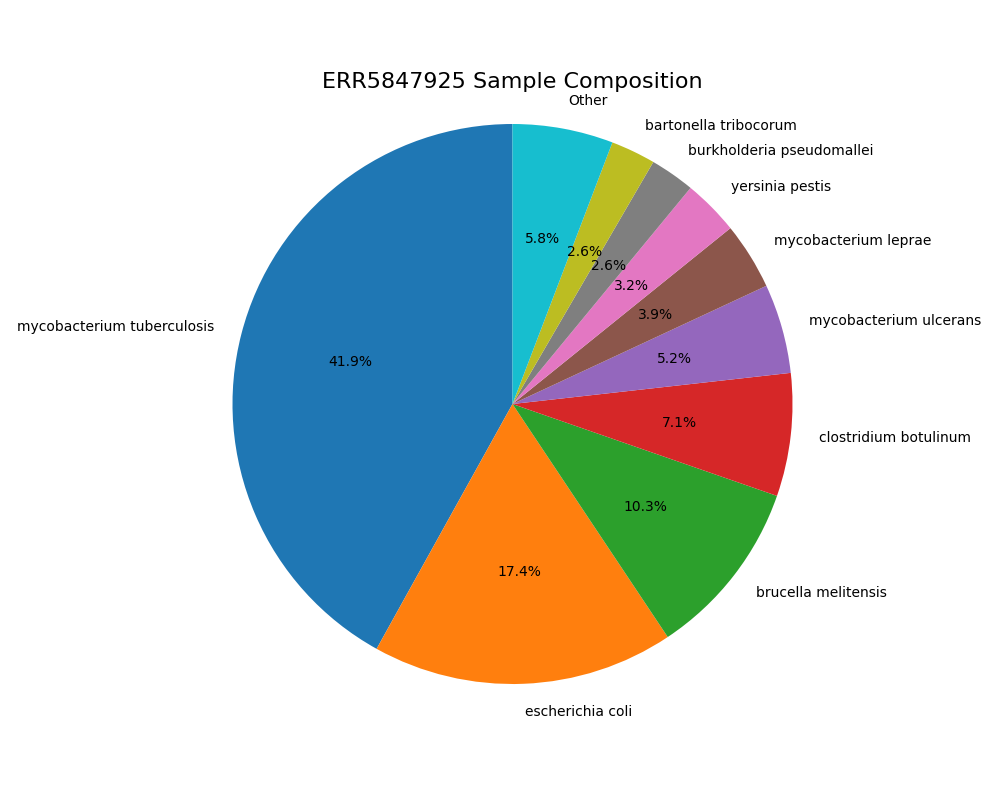 ERR5847925 Sample Composition
Other
bartonella tribocorum
burkholderia pseudomallei
yersinia pestis
mycobacterium leprae
mycobacterium ulcerans
mycobacterium tuberculosis
clostridium botulinum
brucella melitensis
escherichia coli
5.8%
2.6%
2.6%
3.2%
3.9%
5.2%
41.9%
7.1%
10.3%
17.4%